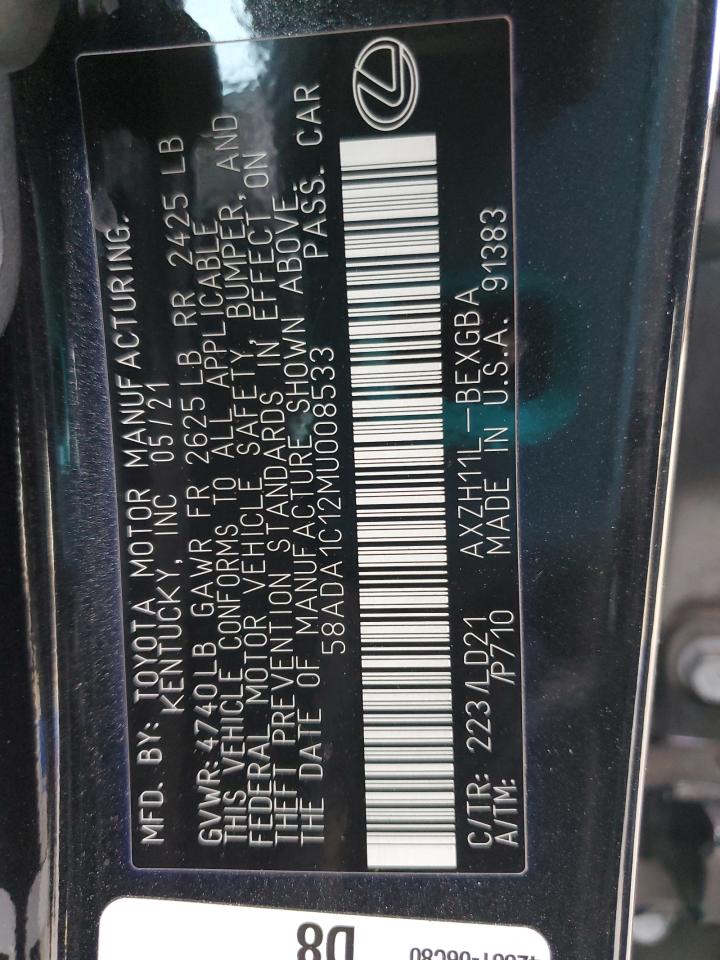 MFD. BY: TOYOTA MOTOR MANUFACTURING.
KENTUCKY, INC 05/21
GVWR: 4740LB GAWR FR 2625LB RR 2425 LB
THIS VEHICLE CONFORMS TO ALL APPLICABLE
FEDERAL MOTOR VEHICLE SAFETY, BUMPER, AND
THEFT PREVENTION STANDARDS IN EFFECT ON
THE DATE OF MANUFACTURE SHOWN ABOVE.
58ADA1C12MU008533 PASS. CAR
C/TR: 223/LD21 AXZH11L-BEXGBA
A/TM: /P710 MADE IN U.S.A. 91383
D8